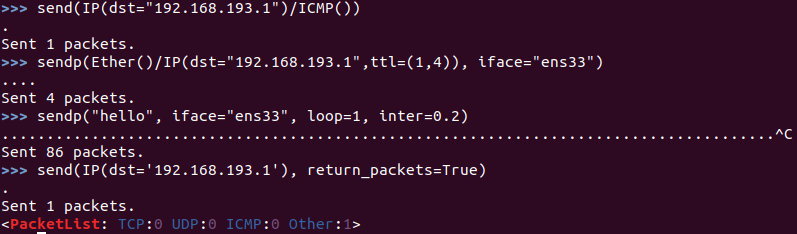 >>> send(IP(dst="192.168.193.1")/ICMP())
.
Sent 1 packets.
>>> sendp(Ether()/IP(dst="192.168.193.1",ttl=(1,4)), iface="ens33")
....
Sent 4 packets.
>>> sendp("hello", iface="ens33", loop=1, inter=0.2)
......................................................................................^C
Sent 86 packets.
>>> send(IP(dst='192.168.193.1'), return_packets=True)
.
Sent 1 packets.
<PacketList: TCP:0 UDP:0 ICMP:0 Other:1>